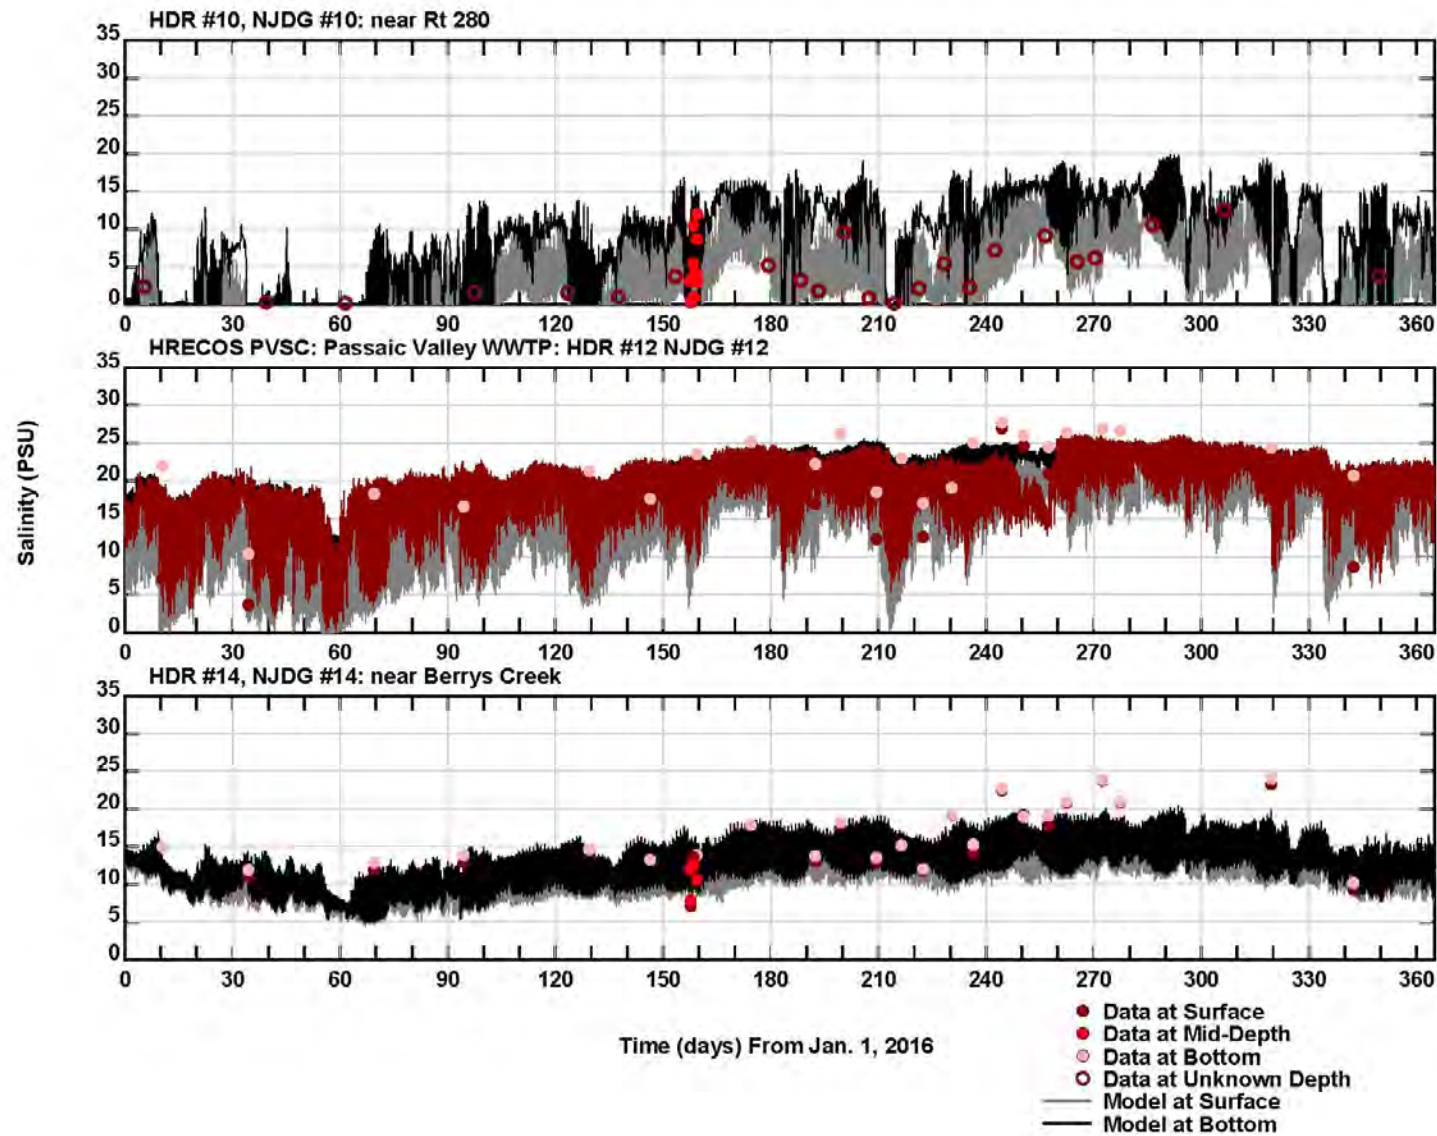 HDR #10, NJDG #10: near Rt 280
35
30
25
20
15
10
5
0
0 30 60 90 120 150 180 210 240 270 300 330 360
HRECOS PVSC: Passaic Valley WWTP: HDR #12 NJDG #12
35
30
25
20
15
10
5
0
0 30 60 90 120 150 180 210 240 270 300 330 360
Salinity (PSU)
HDR #14, NJDG #14: near Berrys Creek
35
30
25
20
15
10
5
0
0 30 60 90 120 150 180 210 240 270 300 330 360
Time (days) From Jan. 1, 2016
Data at Surface
Data at Mid-Depth
Data at Bottom
Data at Unknown Depth
Model at Surface
Model at Bottom